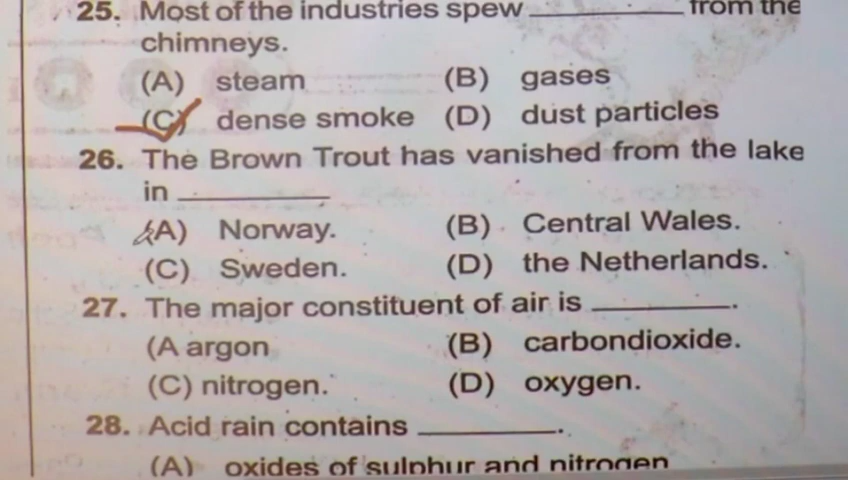 25. Most of the industries spew __________ from the
chimneys.
(A) steam (B) gases
(C) dense smoke (D) dust particles
26. The Brown Trout has vanished from the lake
in __________
(A) Norway. (B) Central Wales.
(C) Sweden. (D) the Netherlands.
27. The major constituent of air is __________.
(A argon (B) carbondioxide.
(C) nitrogen. (D) oxygen.
28. Acid rain contains __________.
(A) oxides of sulphur and nitrogen